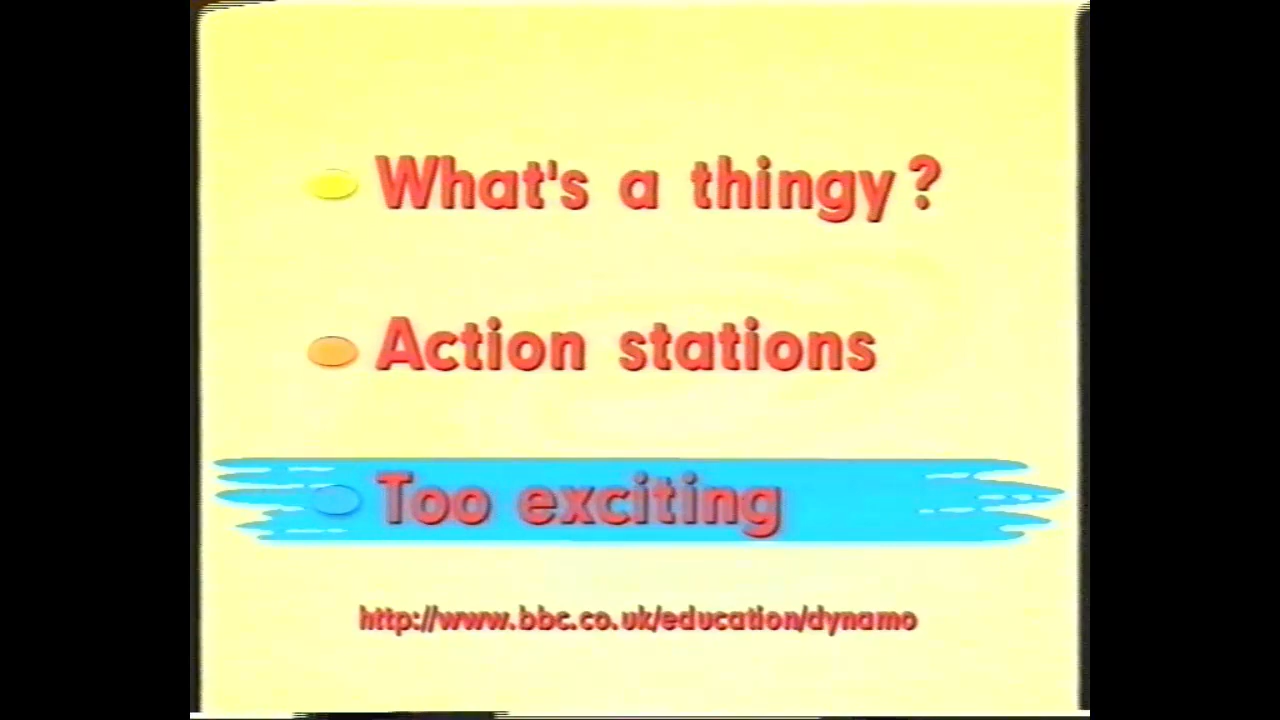 What's a thingy?
Action stations
Too exciting
http://www.bbc.co.uk/education/dynamo